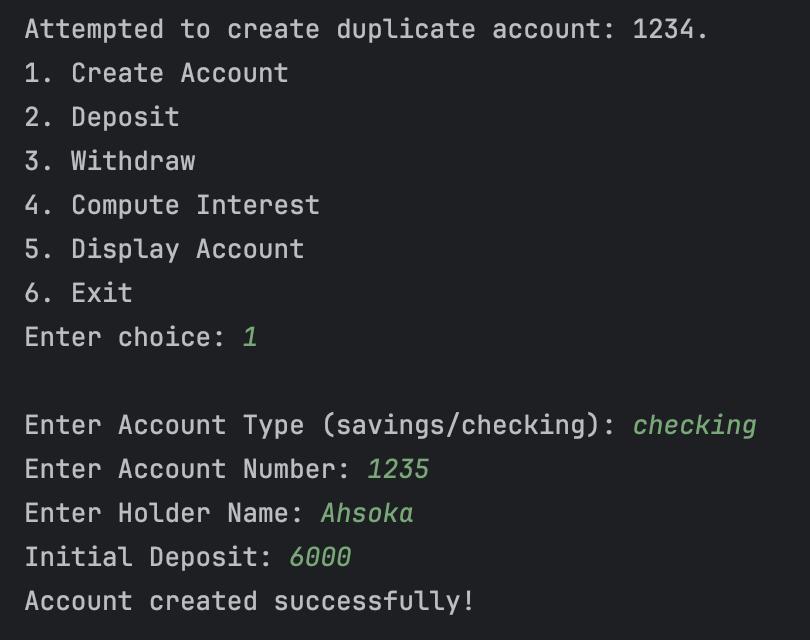 Attempted to create duplicate account: 1234.
1. Create Account
2. Deposit
3. Withdraw
4. Compute Interest
5. Display Account
6. Exit
Enter choice: 1
Enter Account Type (savings/checking): checking
Enter Account Number: 1235
Enter Holder Name: Ahsoka
Initial Deposit: 6000
Account created successfully!